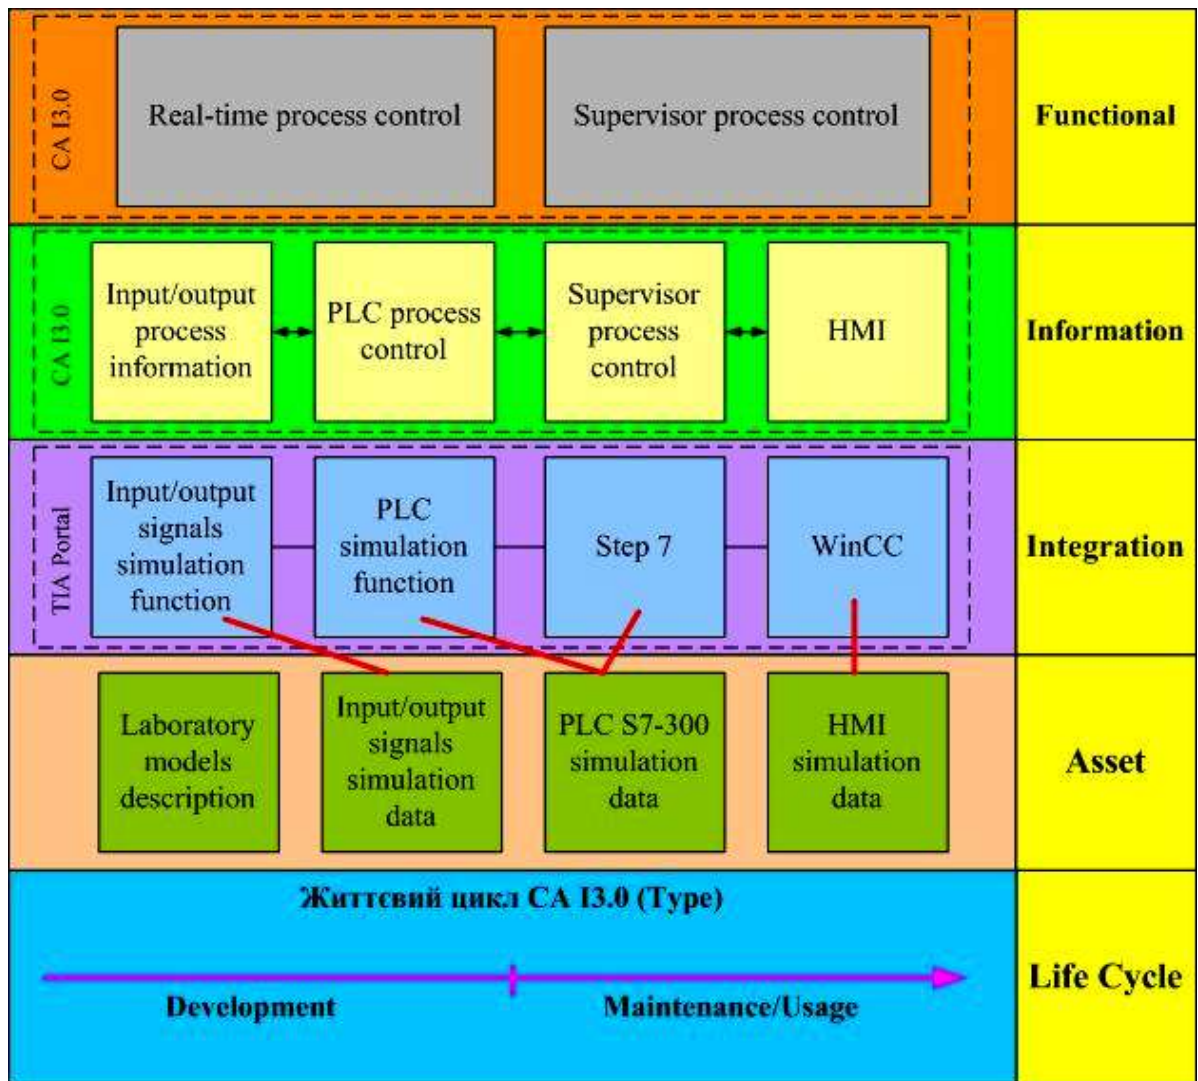 CA I3.0
Real-time process control
Supervisor process control
Functional
CA I3.0
Input/output
process
information
PLC process
control
Supervisor
process
control
HMI
Information
TIA Portal
Input/output
signals
simulation
function
PLC
simulation
function
Step 7
WinCC
Integration
Laboratory
models
description
Input/output
signals
simulation
data
PLC S7-300
simulation
data
HMI
simulation
data
Asset
Життєвий цикл CA I3.0 (Type)
Development
Maintenance/Usage
Life Cycle